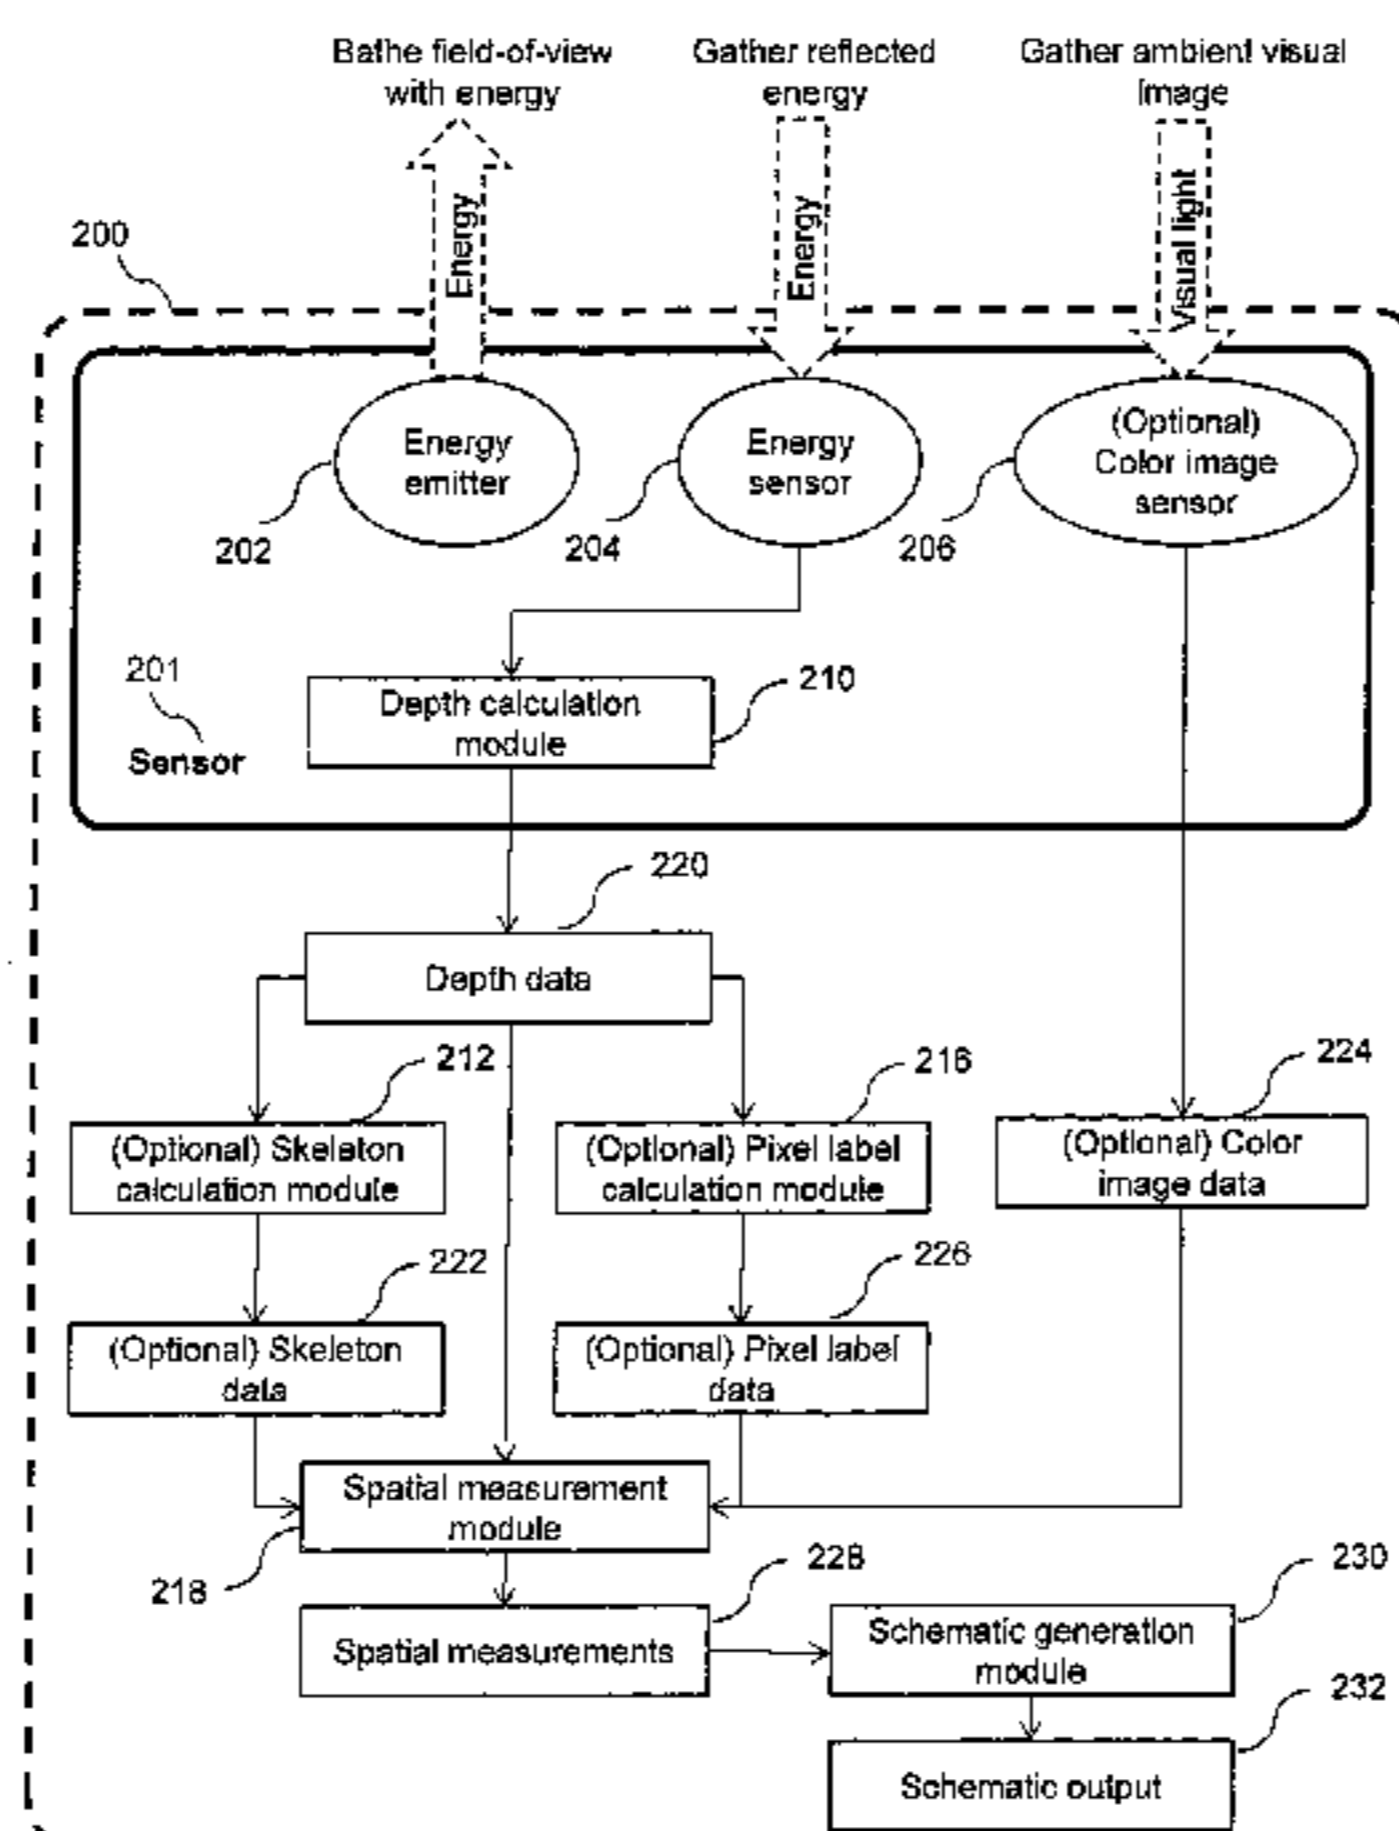 Bathe field-of-view
with energy
Gather reflected
energy
Gather ambient visual
Image
Energy
Energy
Visual light
200
Energy
emitter
Energy
sensor
(Optional)
Color image
sensor
202
204
206
201
Sensor
Depth calculation
module
210
220
Depth data
212
216
224
(Optional) Skeleton
calculation module
(Optional) Pixel label
calculation module
(Optional) Color
image data
222
226
(Optional) Skeleton
data
(Optional) Pixel label
data
Spatial measurement
module
218
228
230
Spatial measurements
Schematic generation
module
232
Schematic output